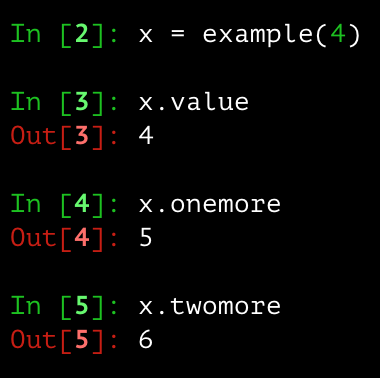 In [2]: x = example(4)
In [3]: x.value
Out[3]: 4
In [4]: x.onemore
Out[4]: 5
In [5]: x.twomore
Out[5]: 6